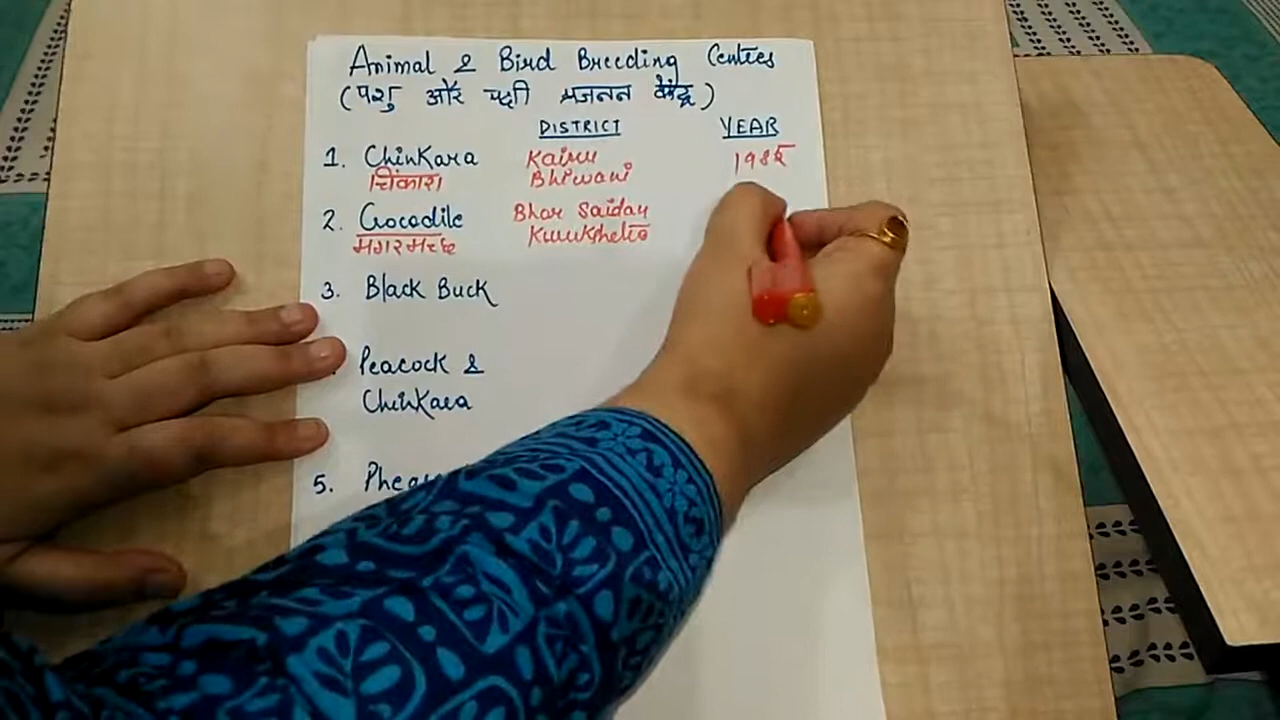 Animal & Bird Breeding Centres
(पशु और पक्षी प्रजनन केंद्र)
DISTRICT YEAR
1. Chinkara Kairu 1985
चिंकारा Bhiwani
2. Crocodile Bhor Saidan
मगरमच्छ Kurukshetra
3. Black Buck
Peacock &
Chinkara
5.